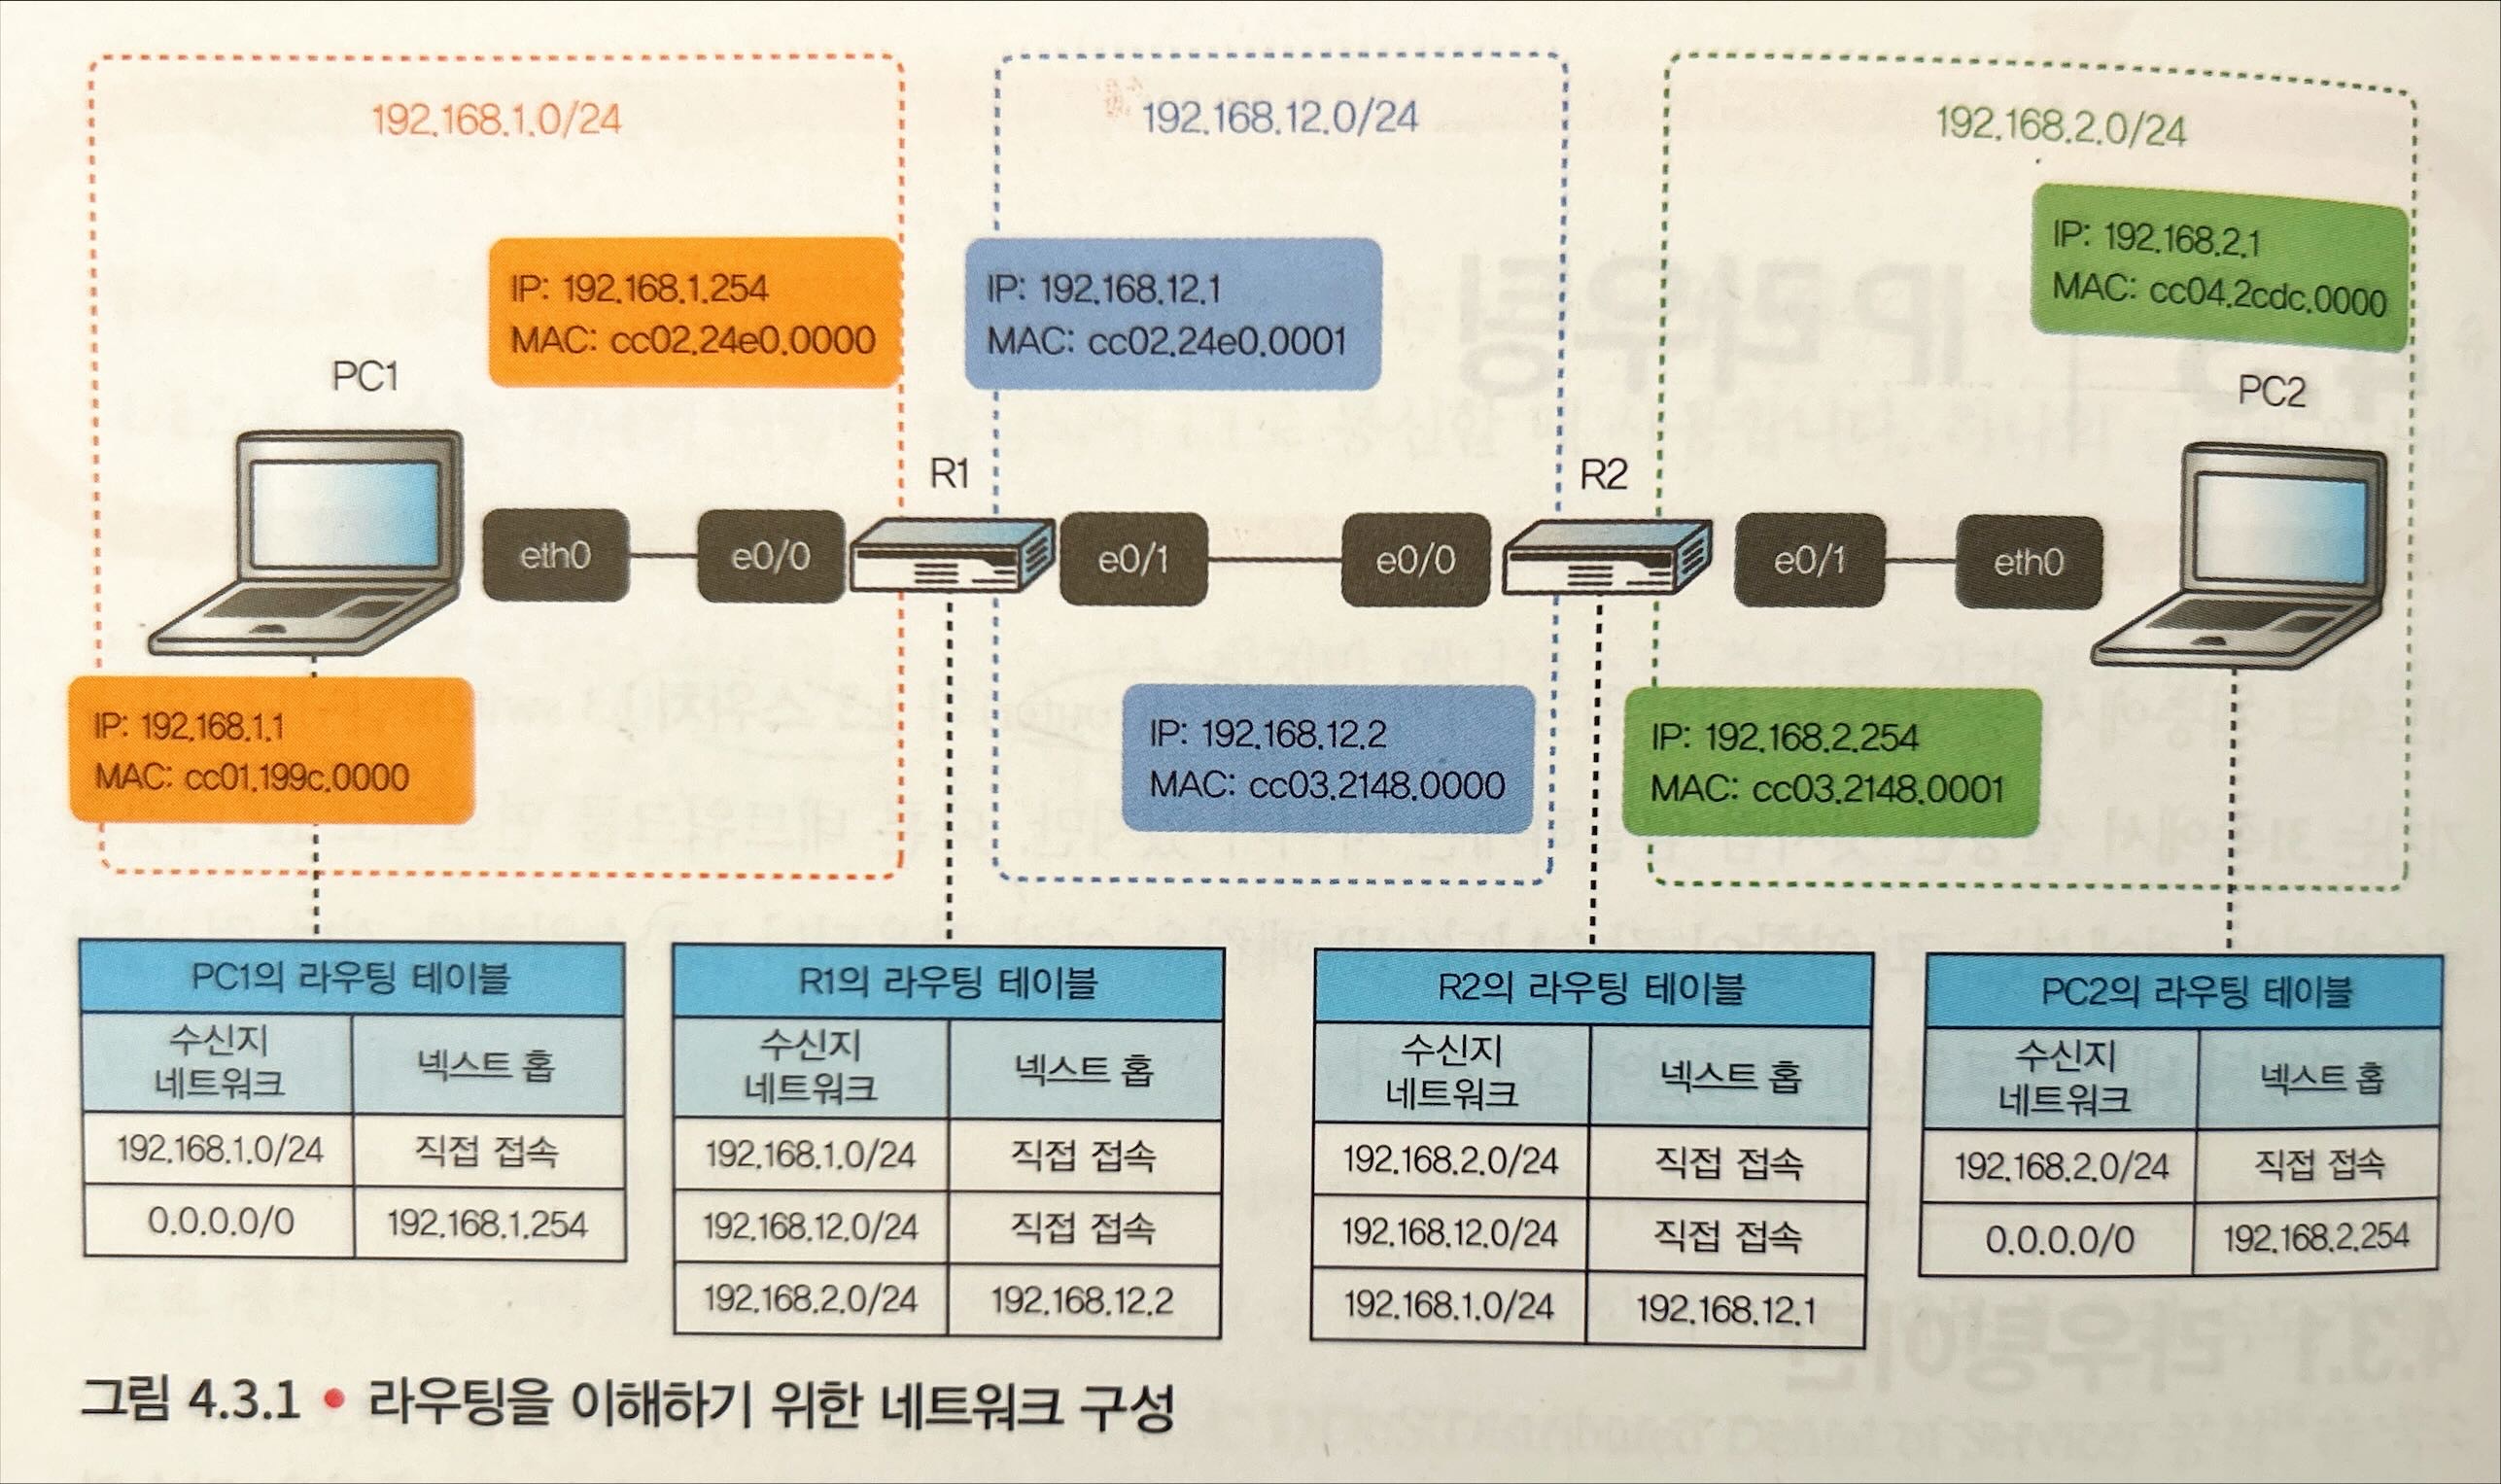 192.168.1.0/24
192.168.12.0/24
192.168.2.0/24
IP: 192.168.2.1
MAC: cc04.2cdc.0000
IP: 192.168.1.254
MAC: cc02.24e0.0000
IP: 192.168.12.1
MAC: cc02.24e0.0001
PC1
PC2
R1
R2
eth0
e0/0
e0/1
e0/0
e0/1
eth0
IP: 192.168.1.1
MAC: cc01.199c.0000
IP: 192.168.12.2
MAC: cc03.2148.0000
IP: 192.168.2.254
MAC: cc03.2148.0001
PC1의 라우팅 테이블
수신지
네트워크
넥스트 홉
192.168.1.0/24 직접 접속
0.0.0.0/0 192.168.1.254
R1의 라우팅 테이블
수신지
네트워크
넥스트 홉
192.168.1.0/24 직접 접속
192.168.12.0/24 직접 접속
192.168.2.0/24 192.168.12.2
R2의 라우팅 테이블
수신지
네트워크
넥스트 홉
192.168.2.0/24 직접 접속
192.168.12.0/24 직접 접속
192.168.1.0/24 192.168.12.1
PC2의 라우팅 테이블
수신지
네트워크
넥스트 홉
192.168.2.0/24 직접 접속
0.0.0.0/0 192.168.2.254
그림 4.3.1 • 라우팅을 이해하기 위한 네트워크 구성